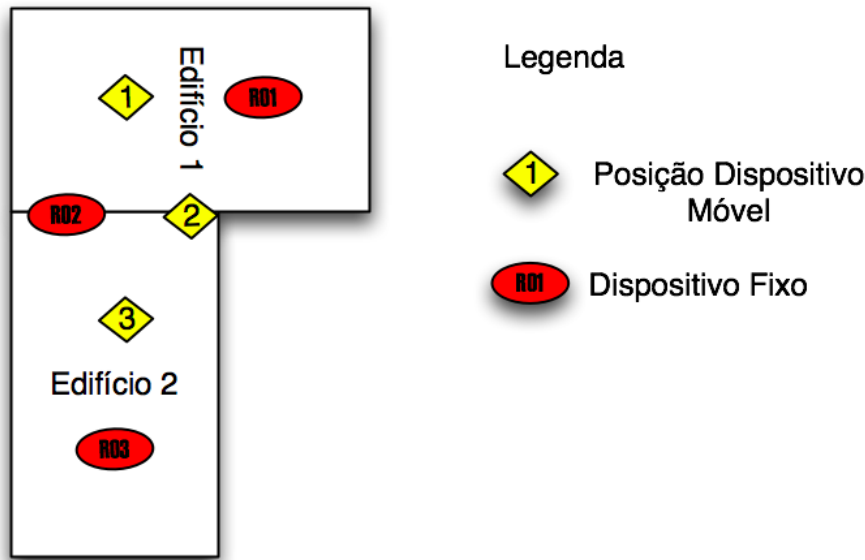 Edifício 1
1
R01
R02
2
3
Edifício 2
R03
Legenda
1
Posição Dispositivo
Móvel
R01
Dispositivo Fixo